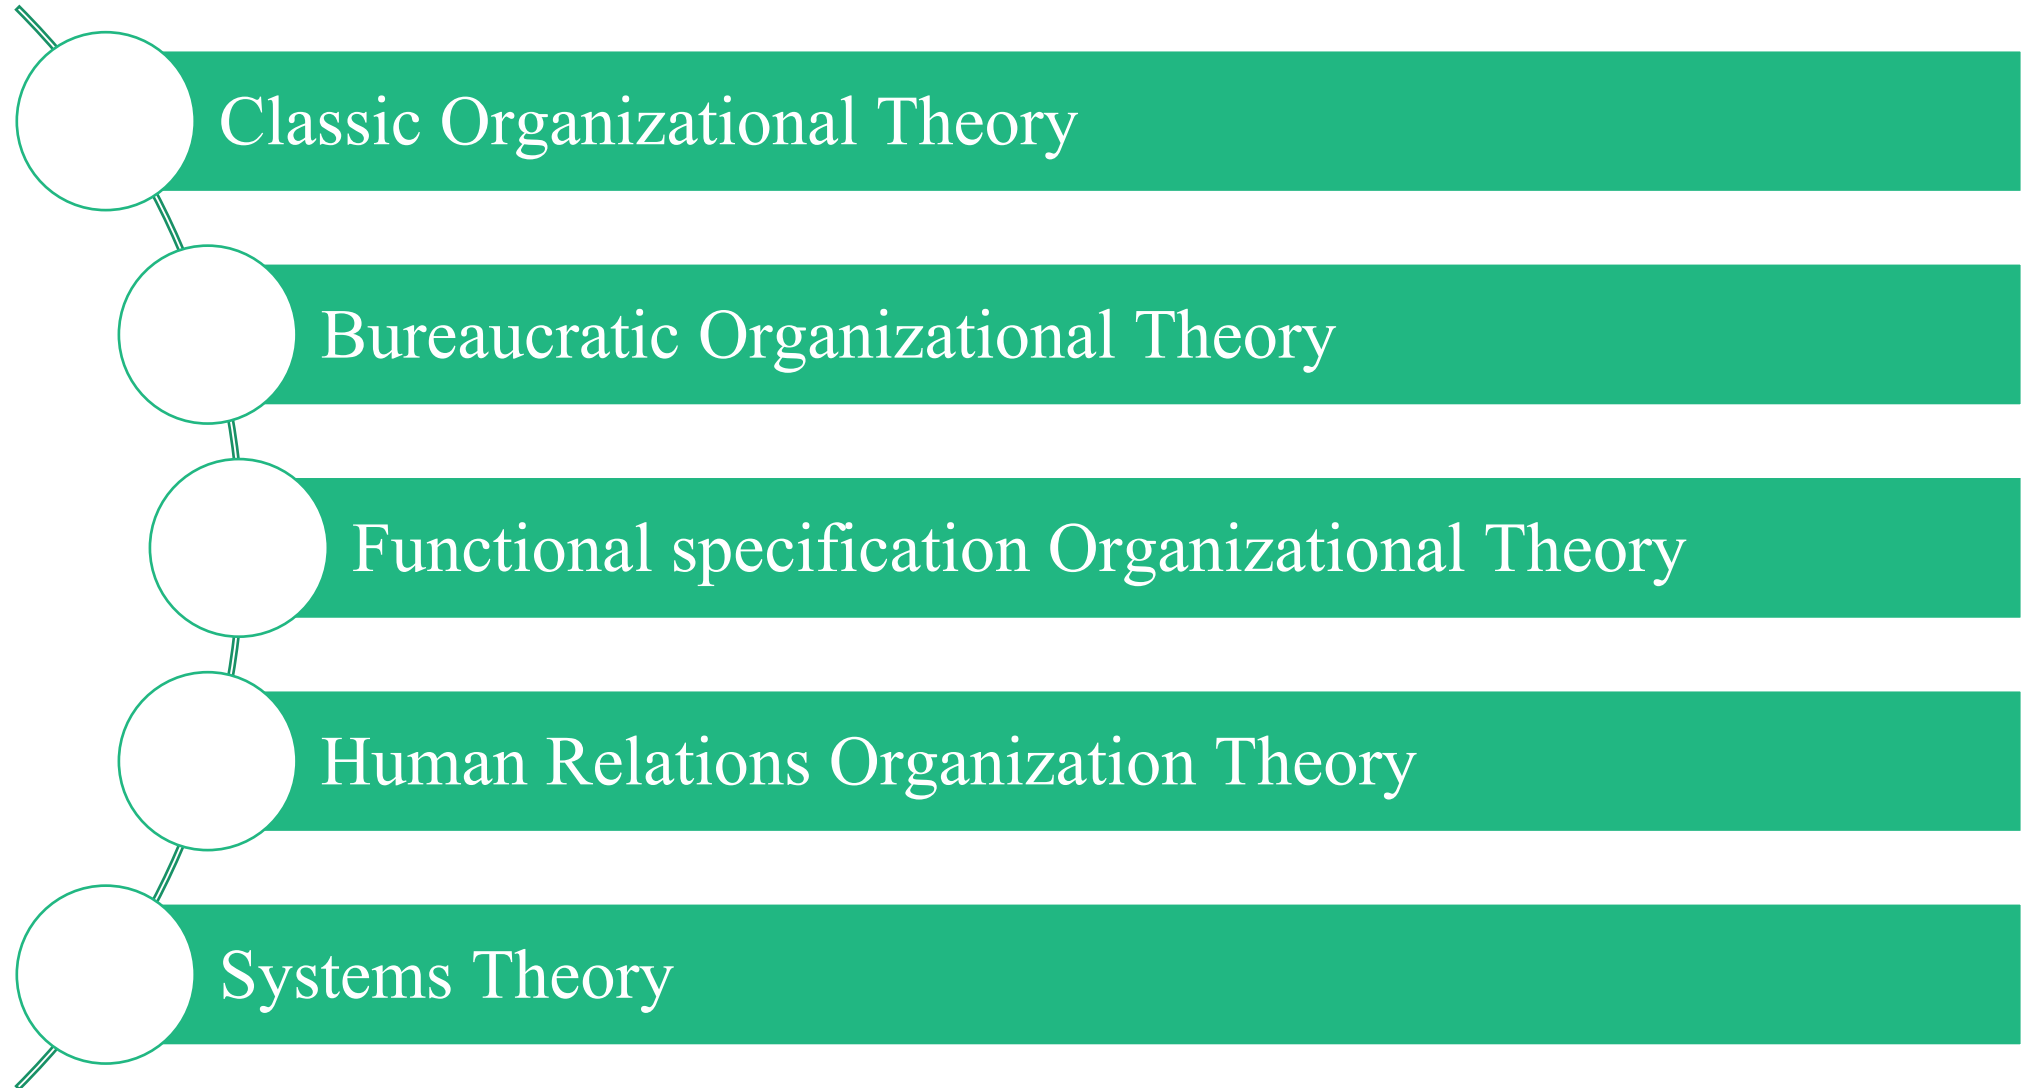 Classic Organizational Theory
Bureaucratic Organizational Theory
Functional specification Organizational Theory
Human Relations Organization Theory
Systems Theory